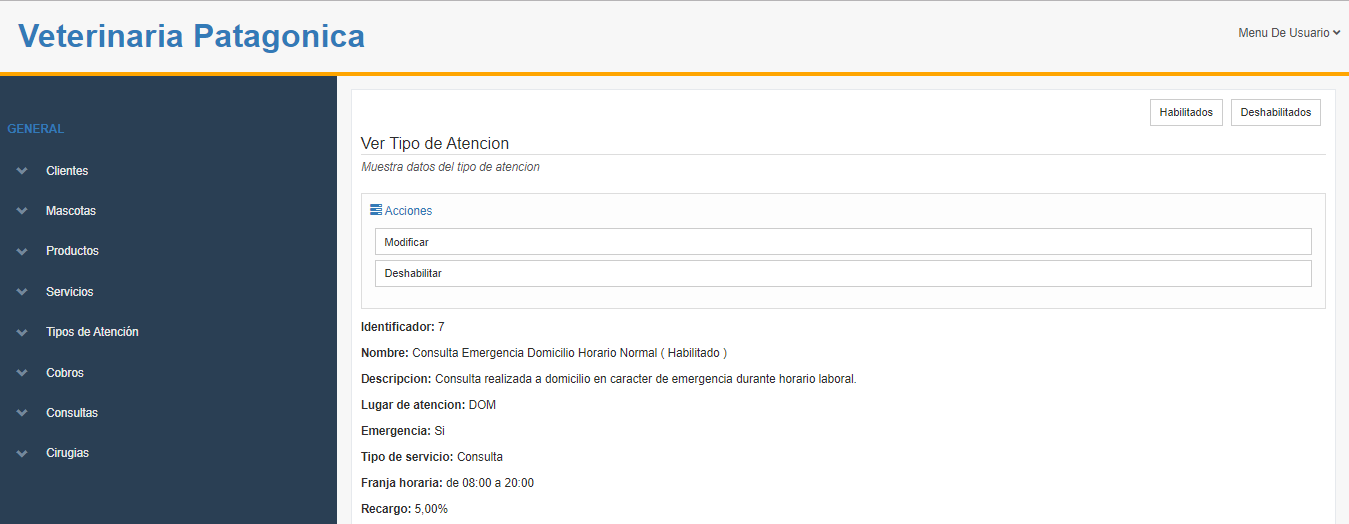 Veterinaria Patagonica
Menu De Usuario
GENERAL
Clientes
Mascotas
Productos
Servicios
Tipos de Atención
Cobros
Consultas
Cirugias
Habilitados
Deshabilitados
Ver Tipo de Atencion
Muestra datos del tipo de atencion
Acciones
Modificar
Deshabilitar
Identificador: 7
Nombre: Consulta Emergencia Domicilio Horario Normal ( Habilitado )
Descripcion: Consulta realizada a domicilio en caracter de emergencia durante horario laboral.
Lugar de atencion: DOM
Emergencia: Si
Tipo de servicio: Consulta
Franja horaria: de 08:00 a 20:00
Recargo: 5,00%